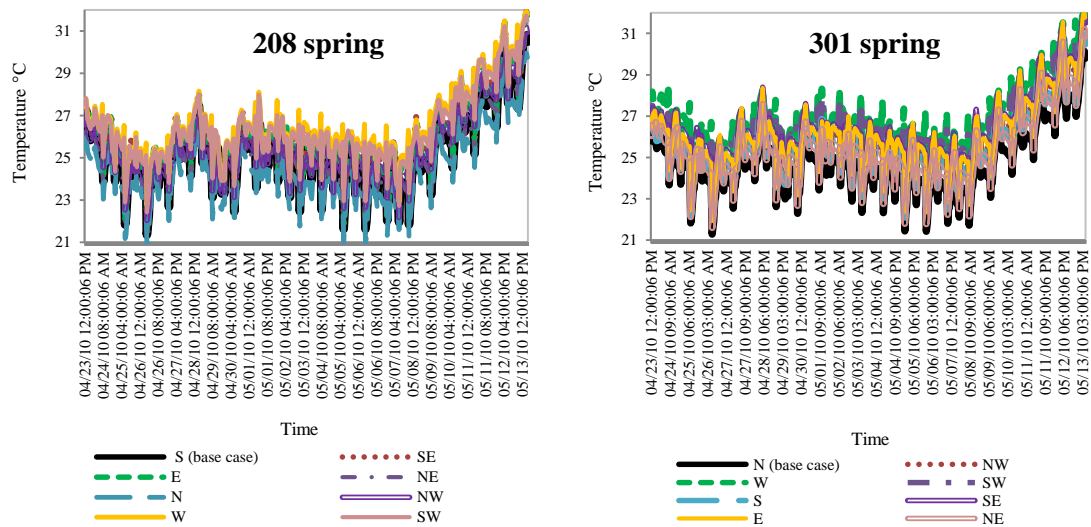 208 spring
Temperature °C
31
29
27
25
23
21
04/23/10 12:00:06 PM
04/24/10 08:00:06 AM
04/25/10 04:00:06 AM
04/26/10 12:00:06 AM
04/26/10 08:00:06 PM
04/27/10 04:00:06 PM
04/28/10 12:00:06 PM
04/29/10 08:00:06 AM
04/30/10 04:00:06 AM
05/01/10 12:00:06 AM
05/01/10 08:00:06 PM
05/02/10 04:00:06 PM
05/03/10 12:00:06 PM
05/04/10 08:00:06 AM
05/05/10 04:00:06 AM
05/06/10 12:00:06 AM
05/06/10 08:00:06 PM
05/07/10 04:00:06 PM
05/08/10 12:00:06 PM
05/09/10 08:00:06 AM
05/10/10 04:00:06 AM
05/11/10 12:00:06 AM
05/11/10 08:00:06 PM
05/12/10 04:00:06 PM
05/13/10 12:00:06 PM
Time
S (base case)
SE
E
NE
N
NW
W
SW
301 spring
Temperature °C
31
29
27
25
23
21
04/23/10 12:00:06 PM
04/24/10 09:00:06 AM
04/25/10 06:00:06 AM
04/26/10 03:00:06 AM
04/27/10 12:00:06 AM
04/27/10 09:00:06 PM
04/28/10 06:00:06 PM
04/29/10 03:00:06 PM
04/30/10 12:00:06 PM
05/01/10 09:00:06 AM
05/02/10 06:00:06 AM
05/03/10 03:00:06 AM
05/04/10 12:00:06 AM
05/04/10 09:00:06 PM
05/05/10 06:00:06 PM
05/06/10 03:00:06 PM
05/07/10 12:00:06 PM
05/08/10 09:00:06 AM
05/09/10 06:00:06 AM
05/10/10 03:00:06 AM
05/11/10 12:00:06 AM
05/11/10 09:00:06 PM
05/12/10 06:00:06 PM
05/13/10 03:00:06 PM
Time
N (base case)
NW
W
SW
S
SE
E
NE